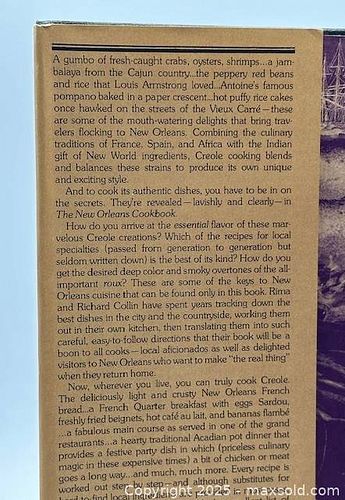 A gumbo of fresh-caught crabs, oysters, shrimps...a jam-
balaya from the Cajun country...the peppery red beans
and rice that Louis Armstrong loved...Antoine's famous
pompano baked in a paper crescent...hot puffy rice cakes
once hawked on the streets of the Vieux Carré—these
are some of the mouth-watering delights that bring trav-
elers flocking to New Orleans. Combining the culinary
traditions of France, Spain, and Africa with the Indian
gift of New World ingredients, Creole cooking blends
and balances these strains to produce its own unique
and exciting style.
And to cook its authentic dishes, you have to be in on
the secrets. They're revealed—lavishly and clearly—in
The New Orleans Cookbook.
How do you arrive at the essential flavor of these mar-
velous Creole creations? Which of the recipes for local
specialties (passed from generation to generation but
seldom written down) is the best of its kind? How do you
get the desired deep color and smoky overtones of the all-
important roux? These are some of the keys to New
Orleans cuisine that can be found only in this book. Rima
and Richard Collin have spent years tracking down the
best dishes in the city and the countryside, working them
out in their own kitchen, then translating them into such
careful, easy-to-follow directions that their book will be a
boon to all cooks—local aficionados as well as delighted
visitors to New Orleans who want to make "the real thing"
when they return home.
Now, wherever you live, you can truly cook Creole.
The deliciously light and crusty New Orleans French
bread...a French Quarter breakfast with eggs Sardou,
freshly fried beignets, hot café au lait, and bananas flambé
...a fabulous main course as served in one of the grand
restaurants...a hearty traditional Acadian pot dinner that
provides a festive party dish in which (priceless culinary
magic in these expensive times) a bit of chicken or meat
goes a long way...and much, much more. Every recipe is
worked out step by step—and although substitutes for
find local
Copyright 2025 - maxsold.com